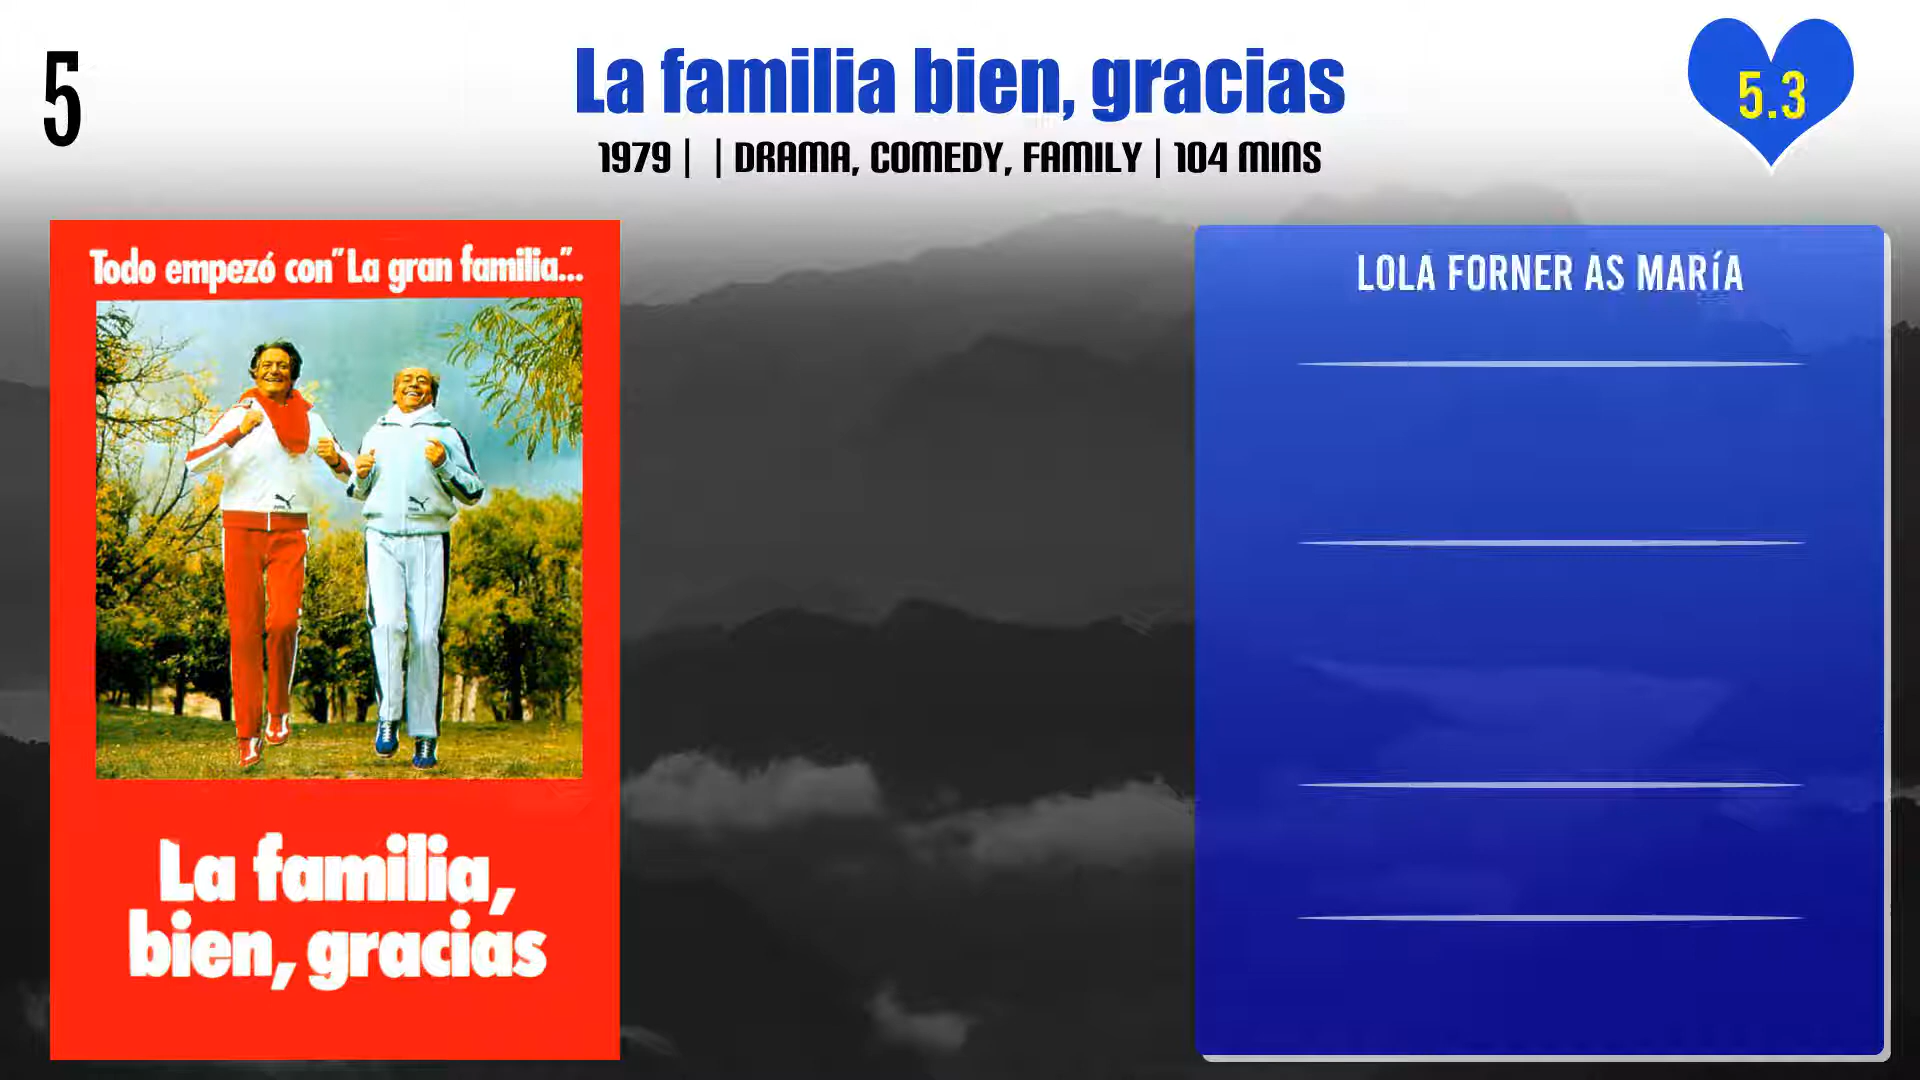 5
La familia bien, gracias
5.3
1979 | | DRAMA, COMEDY, FAMILY | 104 MINS
Todo empezó con "La gran familia"...
La familia,
bien, gracias
LOLA FORNER AS MARÍA